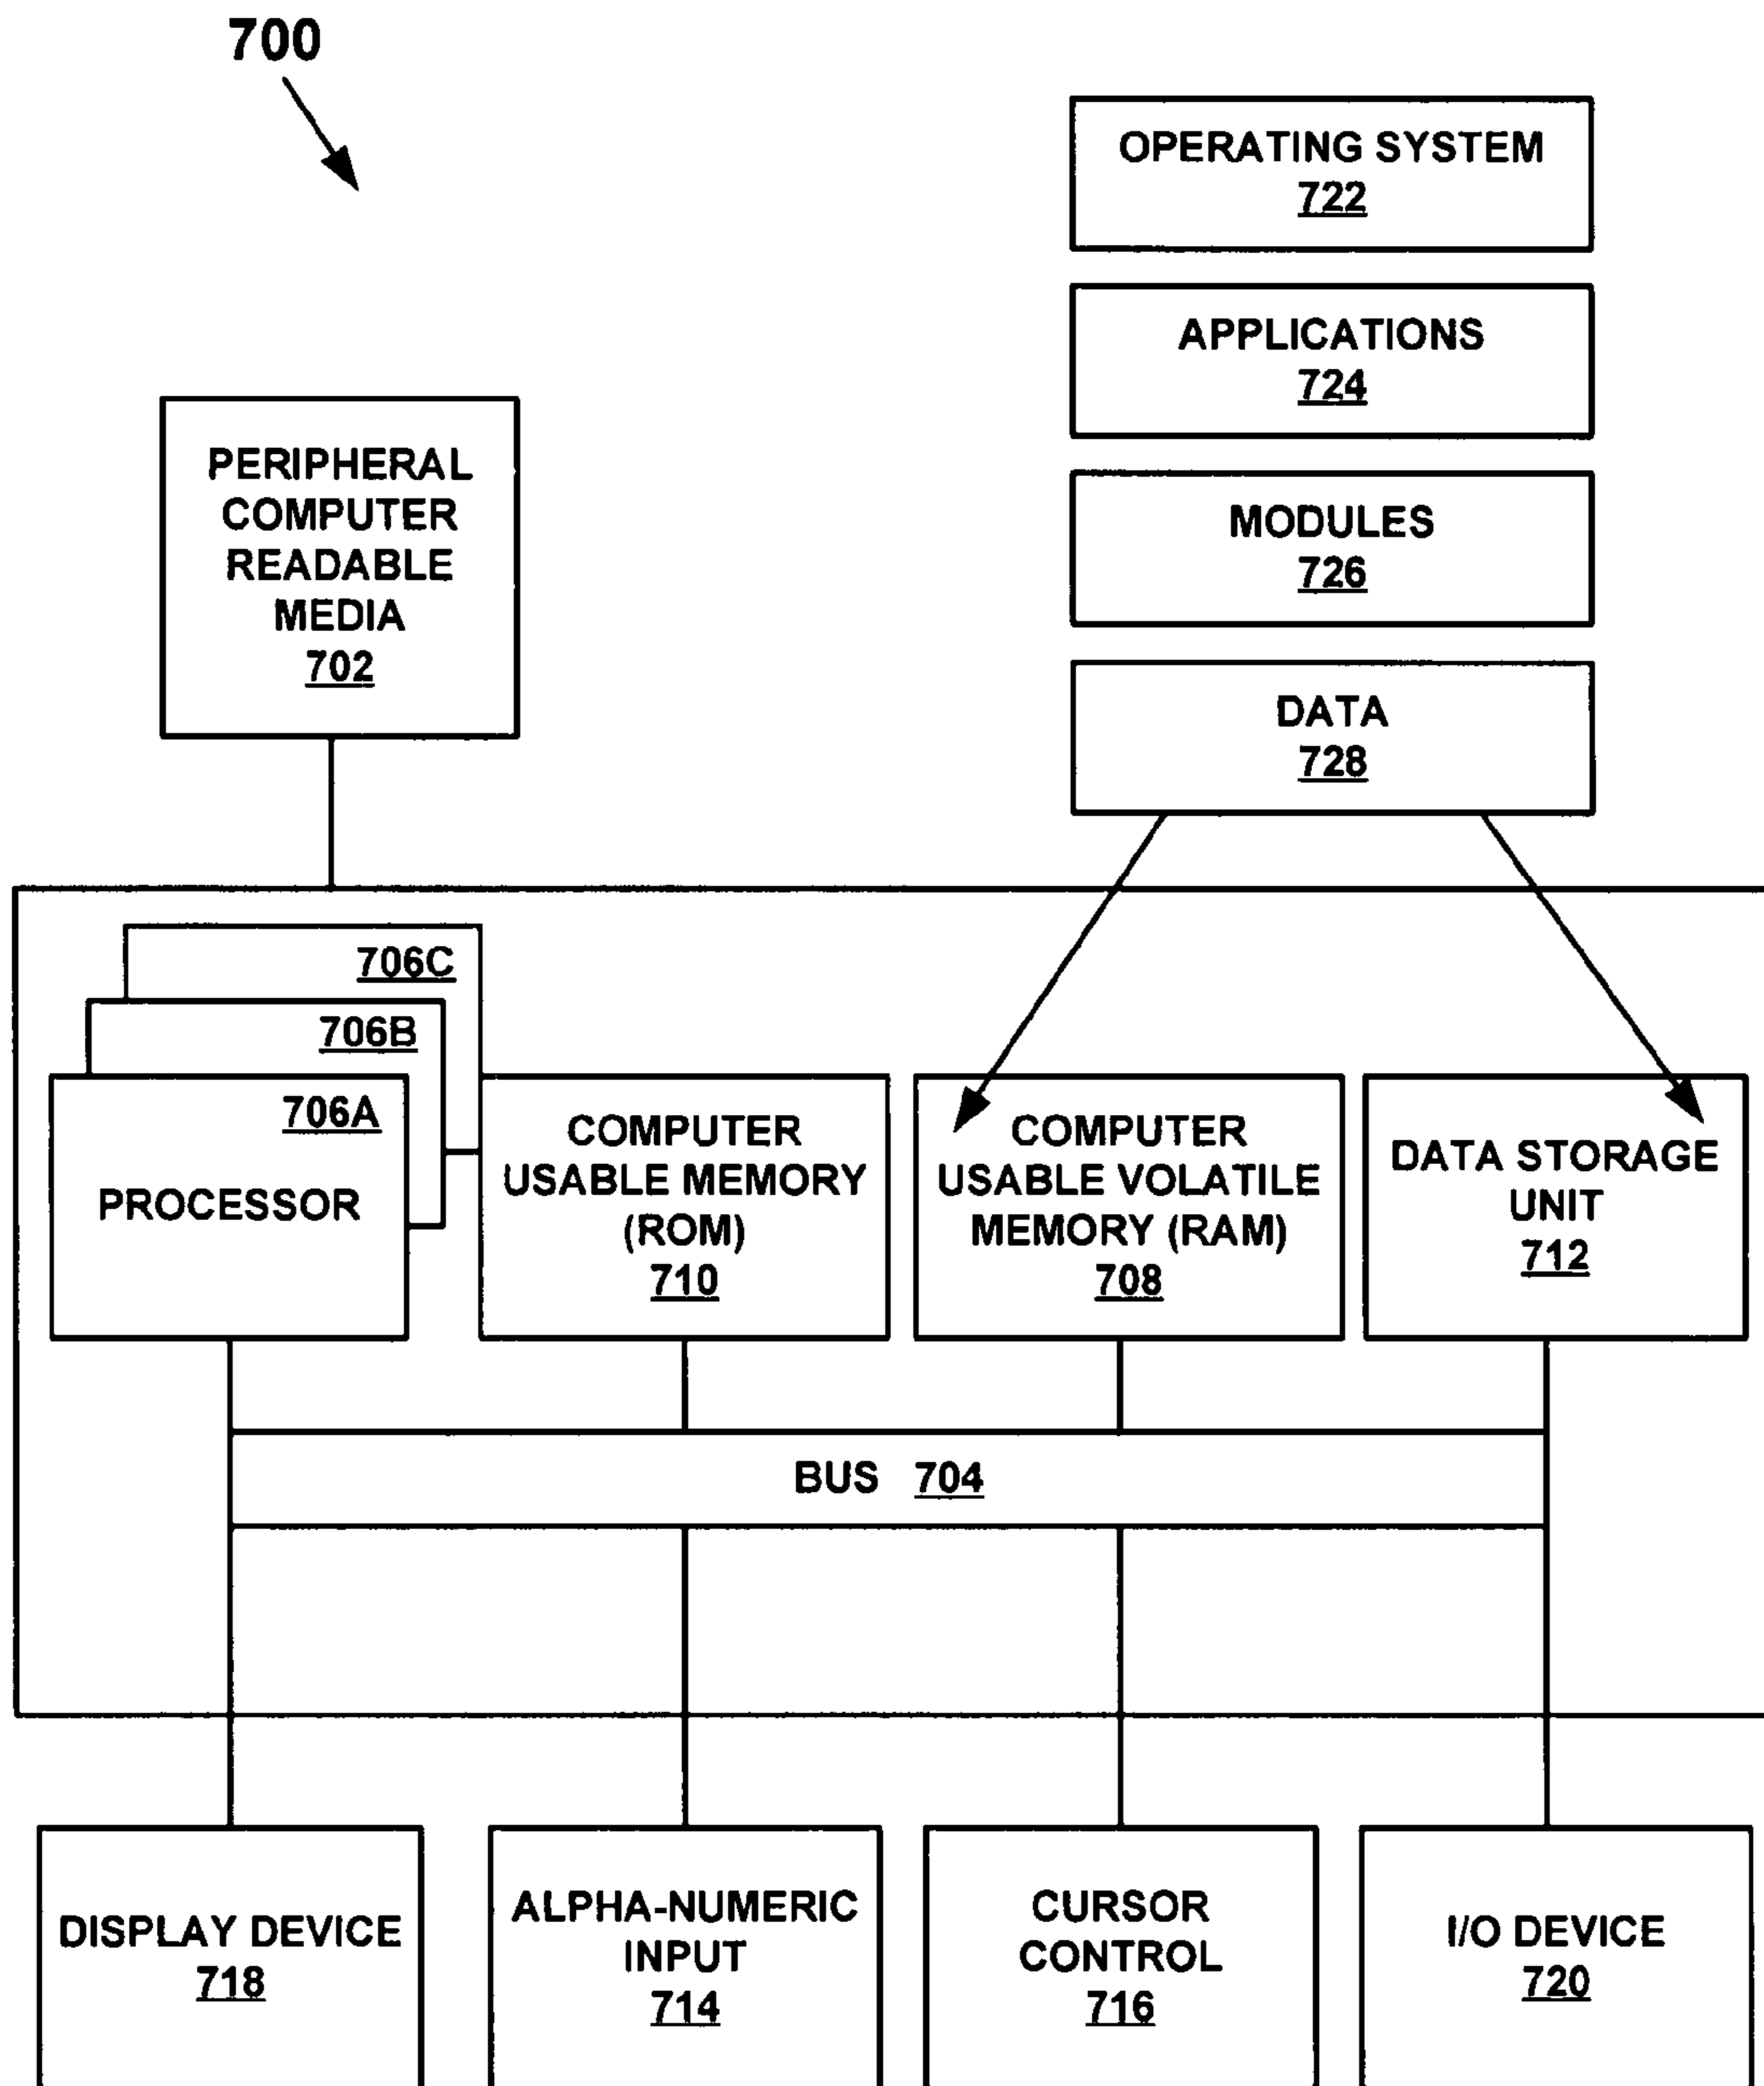 700
OPERATING SYSTEM
722
APPLICATIONS
724
PERIPHERAL
COMPUTER
READABLE
MEDIA
702
MODULES
726
DATA
728
706C
706B
706A
PROCESSOR
COMPUTER
USABLE MEMORY
(ROM)
710
COMPUTER
USABLE VOLATILE
MEMORY (RAM)
708
DATA STORAGE
UNIT
712
BUS 704
DISPLAY DEVICE
718
ALPHA-NUMERIC
INPUT
714
CURSOR
CONTROL
716
I/O DEVICE
720